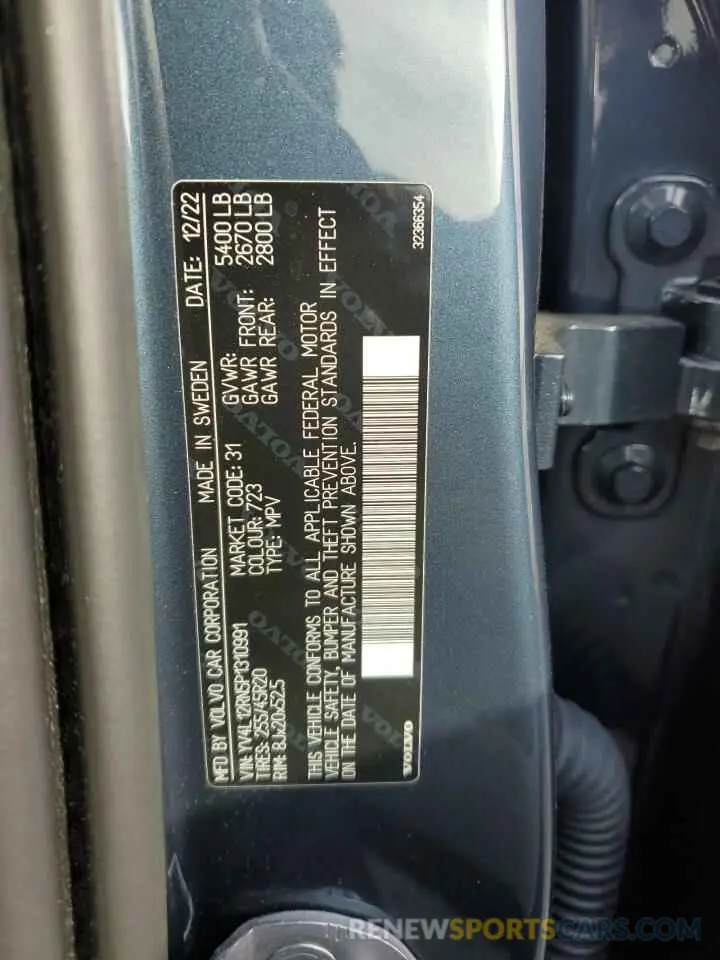 MFD BY VOLVO CAR CORPORATION MADE IN SWEDEN DATE: 12/22
VIN: YV4L12RN5P1310991
TIRES: 255/45R20
RIM: 8Jx20x52.5
MARKET CODE: 31
COLOUR: 723
TYPE: MPV
GVWR: 5400 LB
GAWR FRONT: 2670 LB
GAWR REAR: 2800 LB
THIS VEHICLE CONFORMS TO ALL APPLICABLE FEDERAL MOTOR
VEHICLE SAFETY, BUMPER AND THEFT PREVENTION STANDARDS IN EFFECT
ON THE DATE OF MANUFACTURE SHOWN ABOVE.
VOLVO
32366354
RENEWSPORTSCARS.COM